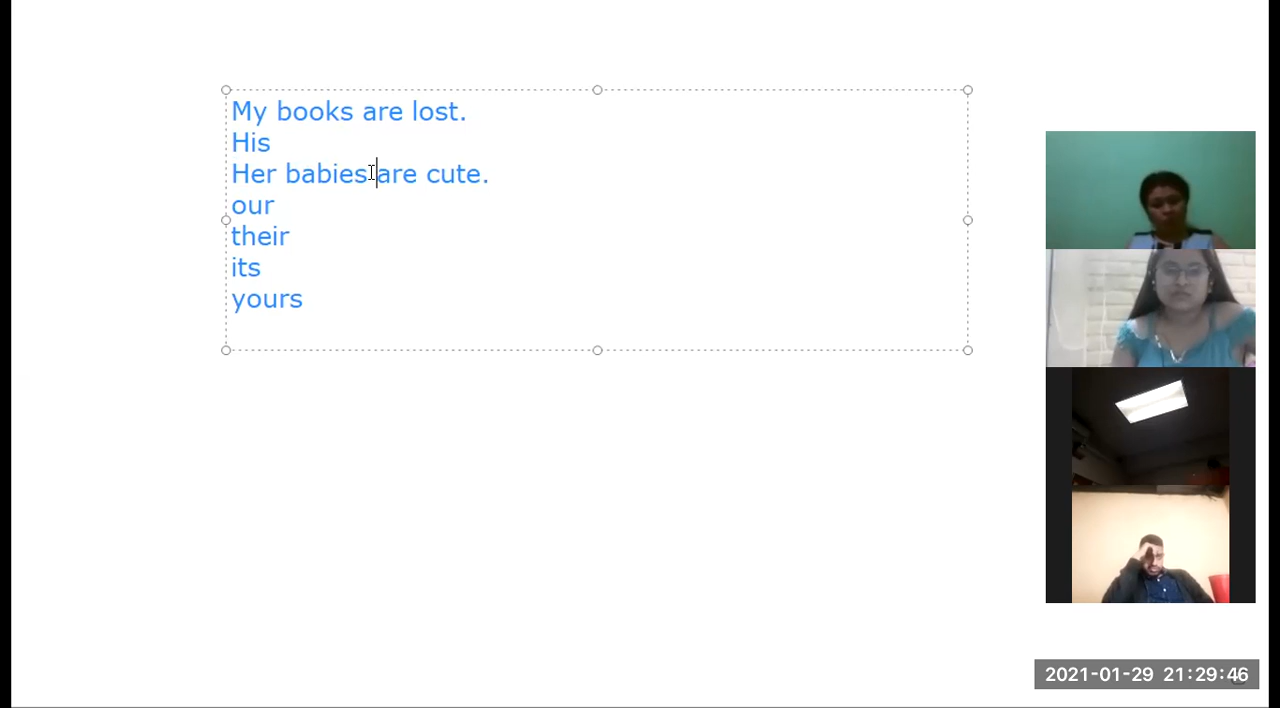 My books are lost.
His
Her babies are cute.
our
their
its
yours
2021-01-29 21:29:46